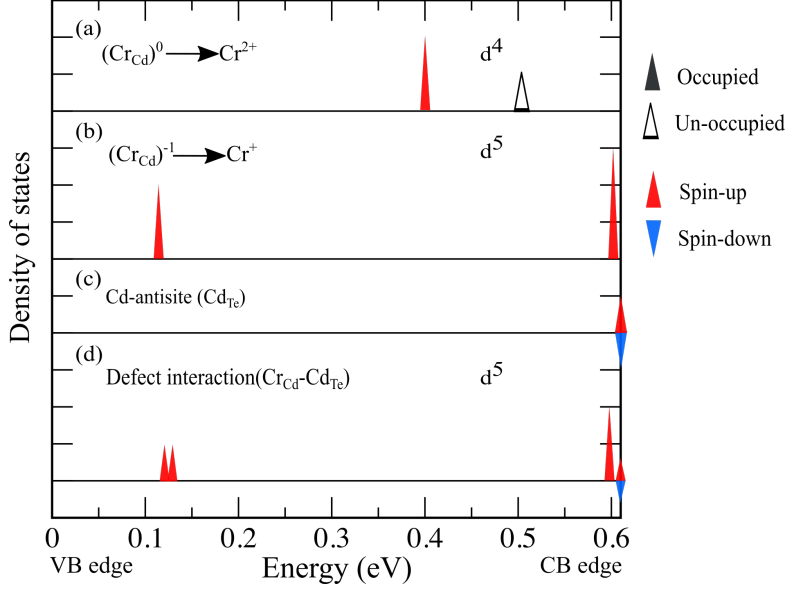 (a)
(Cr_Cd)^0 → Cr^2+ d^4
Occupied
Un-occupied
(b)
(Cr_Cd)^-1 → Cr^+ d^5
Spin-up
Spin-down
(c)
Cd-antisite (Cd_Te)
(d)
Defect interaction(Cr_Cd-Cd_Te) d^5
Density of states
0 0.1 0.2 0.3 0.4 0.5 0.6
VB edge Energy (eV) CB edge